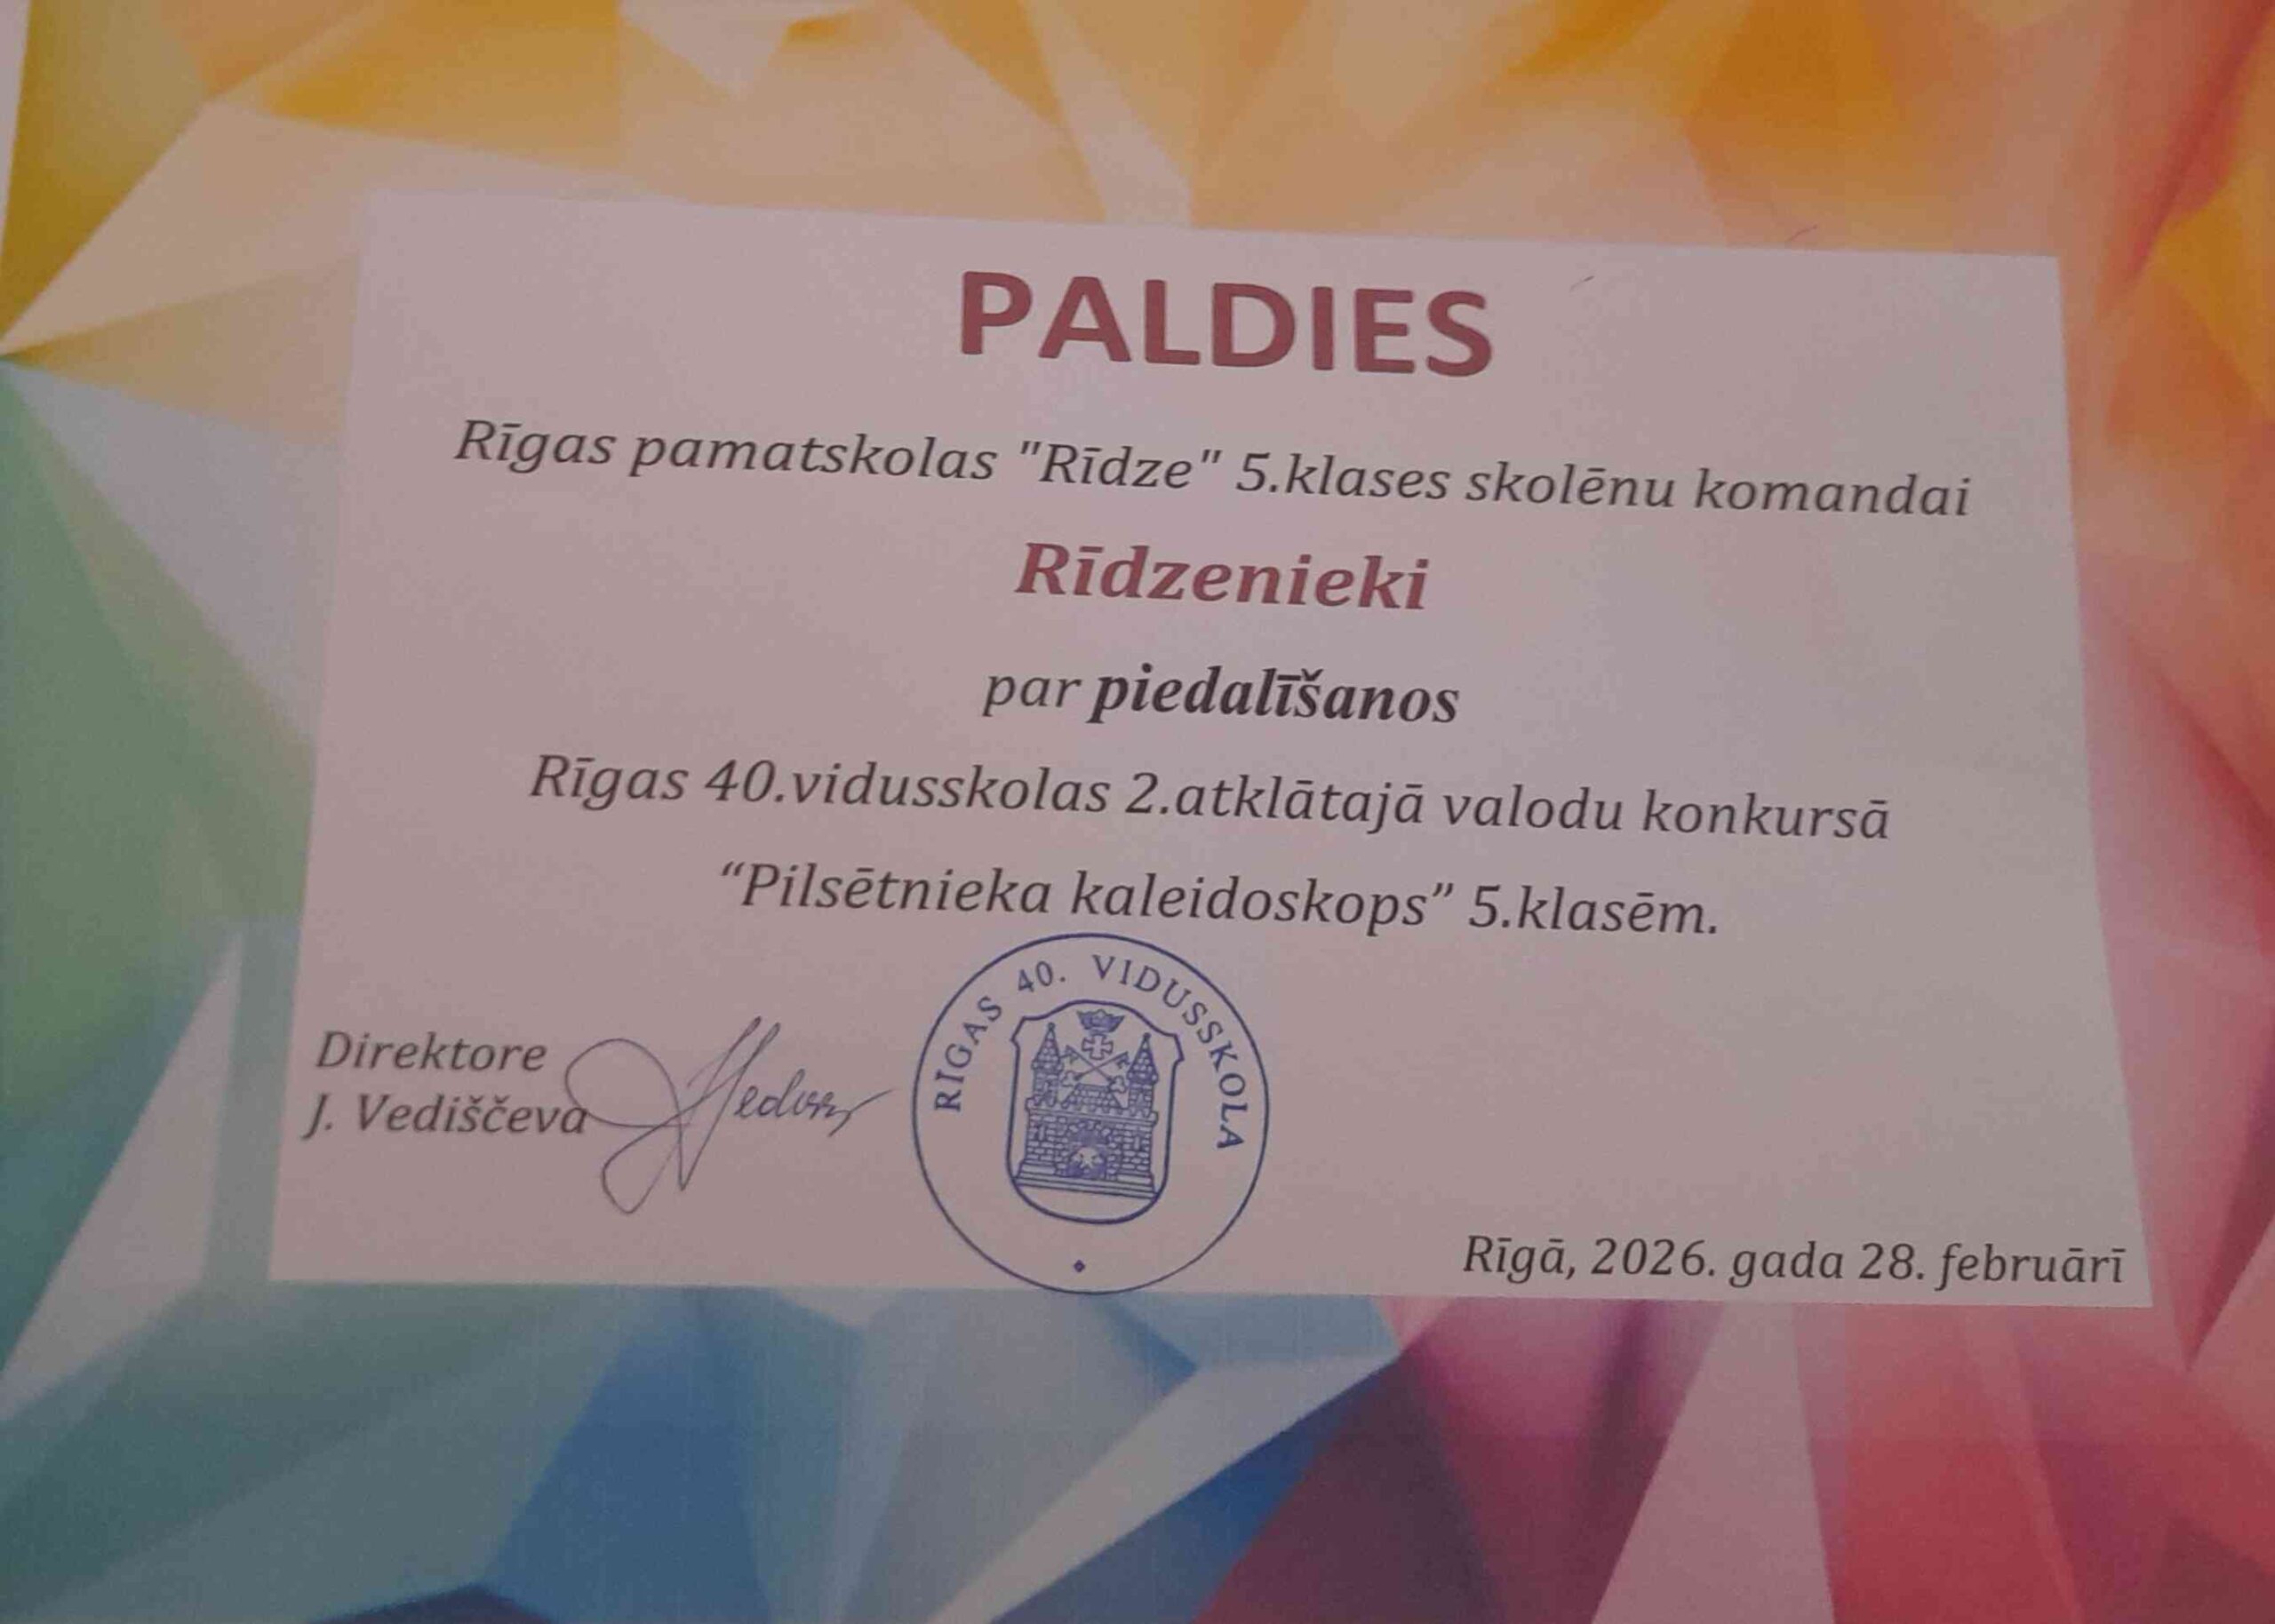 PALDIES
Rīgas pamatskolas "Rīdze" 5.klases skolēnu komandai
Rīdzenieki
par piedalīšanos
Rīgas 40.vidusskolas 2.atklātajā valodu konkursā
“Pilsētnieka kaleidoskops” 5.klasēm.
Direktore
J. Vediščeva
RĪGAS 40. VIDUSSKOLA
Rīgā, 2026. gada 28. februārī